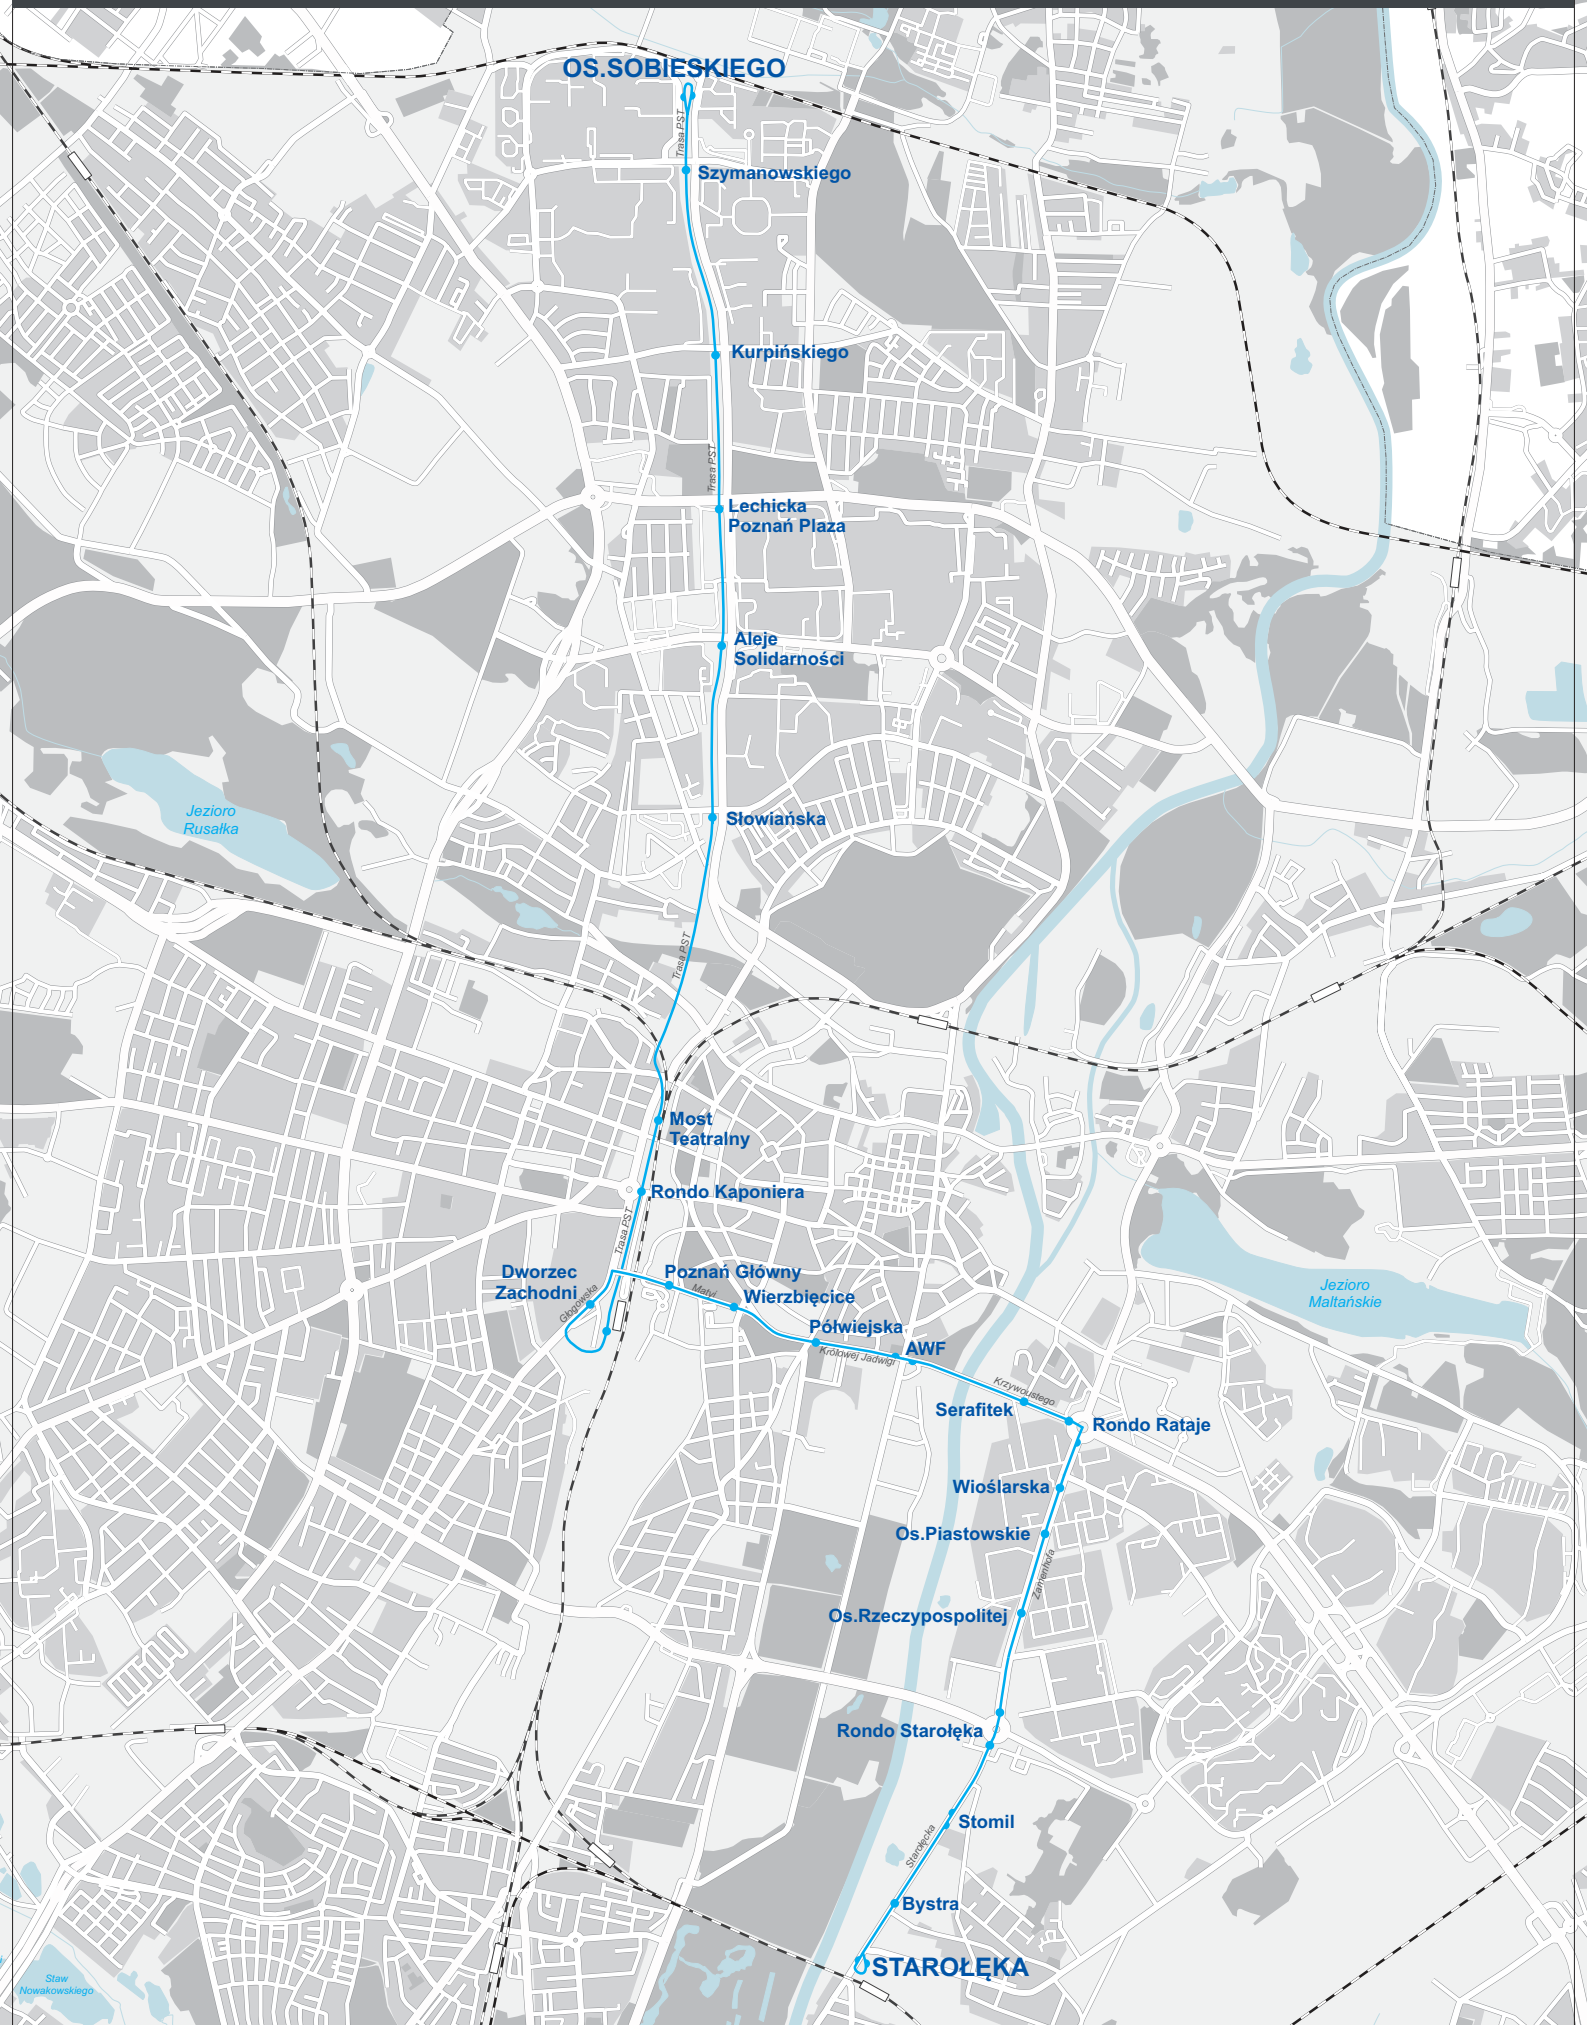 OS.SOBIESKIEGO
Trasa PST
Szymanowskiego
Kurpińskiego
Trasa PST
Lechicka
Poznań Plaza
Aleje
Solidarności
Jezioro
Rusałka
Słowiańska
Trasa PST
Most
Teatralny
Rondo Kaponiera
Trasa PST
Dworzec
Zachodni
Głogowska
Poznań Główny
Matyi
Wierzbięcice
Jezioro
Maltańskie
Półwiejska
Królowej Jadwigi
AWF
Krzywoustego
Serafitek
Rondo Rataje
Wioślarska
Os.Piastowskie
Zamenhofa
Os.Rzeczypospolitej
Rondo Starołęka
Stomil
Starołęcka
Bystra
STAROŁĘKA
Staw
Nowakowskiego